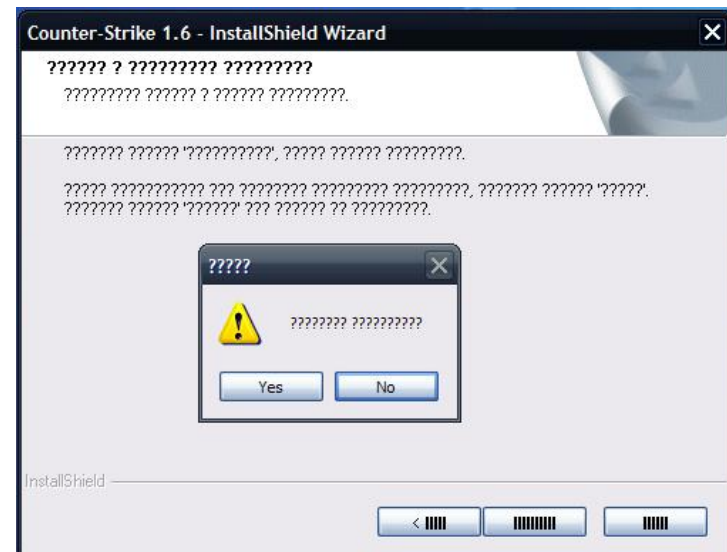 Counter-Strike 1.6 - InstallShield Wizard
?????? ? ????????? ?????????
????????? ?????? ? ?????? ?????????.
??????? ?????? '??????????', ????? ?????? ?????????.
????? ??????????? ??? ???????? ????????? ?????????, ??????? ?????? '?????'.
??????? ?????? '??????' ??? ?????? ?? ?????????.
?????
???????? ??????????
Yes No
InstallShield